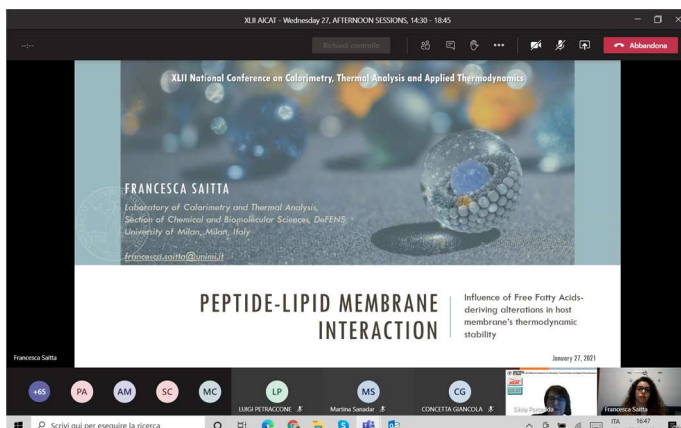 XLII AICAT - Wednesday 27, AFTERNOON SESSIONS, 14:30 - 18:45
--:--
Richiedi controllo
Abbandona
XLII National Conference on Calorimetry, Thermal Analysis and Applied Thermodynamics
FRANCESCA SAITTA
Laboratory of Calorimetry and Thermal Analysis,
Section of Chemical and Biomolecular Sciences, DeFENS,
University of Milan, Milan, Italy
francesca.saitta@unimi.it
PEPTIDE-LIPID MEMBRANE
INTERACTION
Influence of Free Fatty Acids-
deriving alterations in host
membrane's thermodynamic
stability
Francesca Saitta
January 27, 2021
+65
PA
AM
SC
MC
LP
LUIGI PETRACCONE
MS
Martina Sanadar
CG
CONCETTA GIANCOLA
Francesca Saitta
Scrivi qui per eseguire la ricerca
ITA
16:47